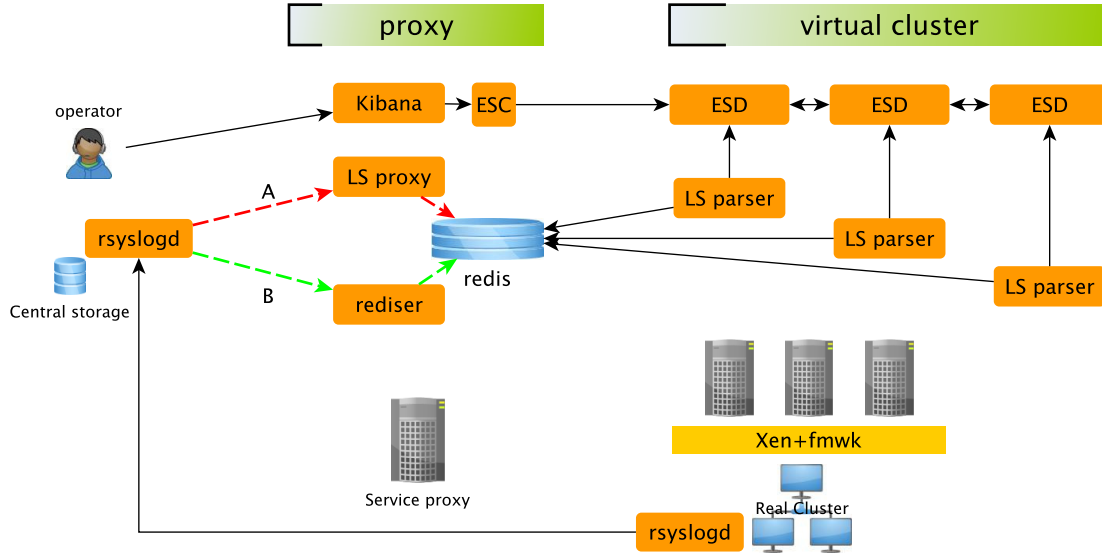 proxy
virtual cluster
operator
Kibana
ESC
ESD
ESD
ESD
A
LS proxy
LS parser
rsyslogd
LS parser
redis
LS parser
B
rediser
Central storage
Xen+fmwk
Service proxy
Real Cluster
rsyslogd